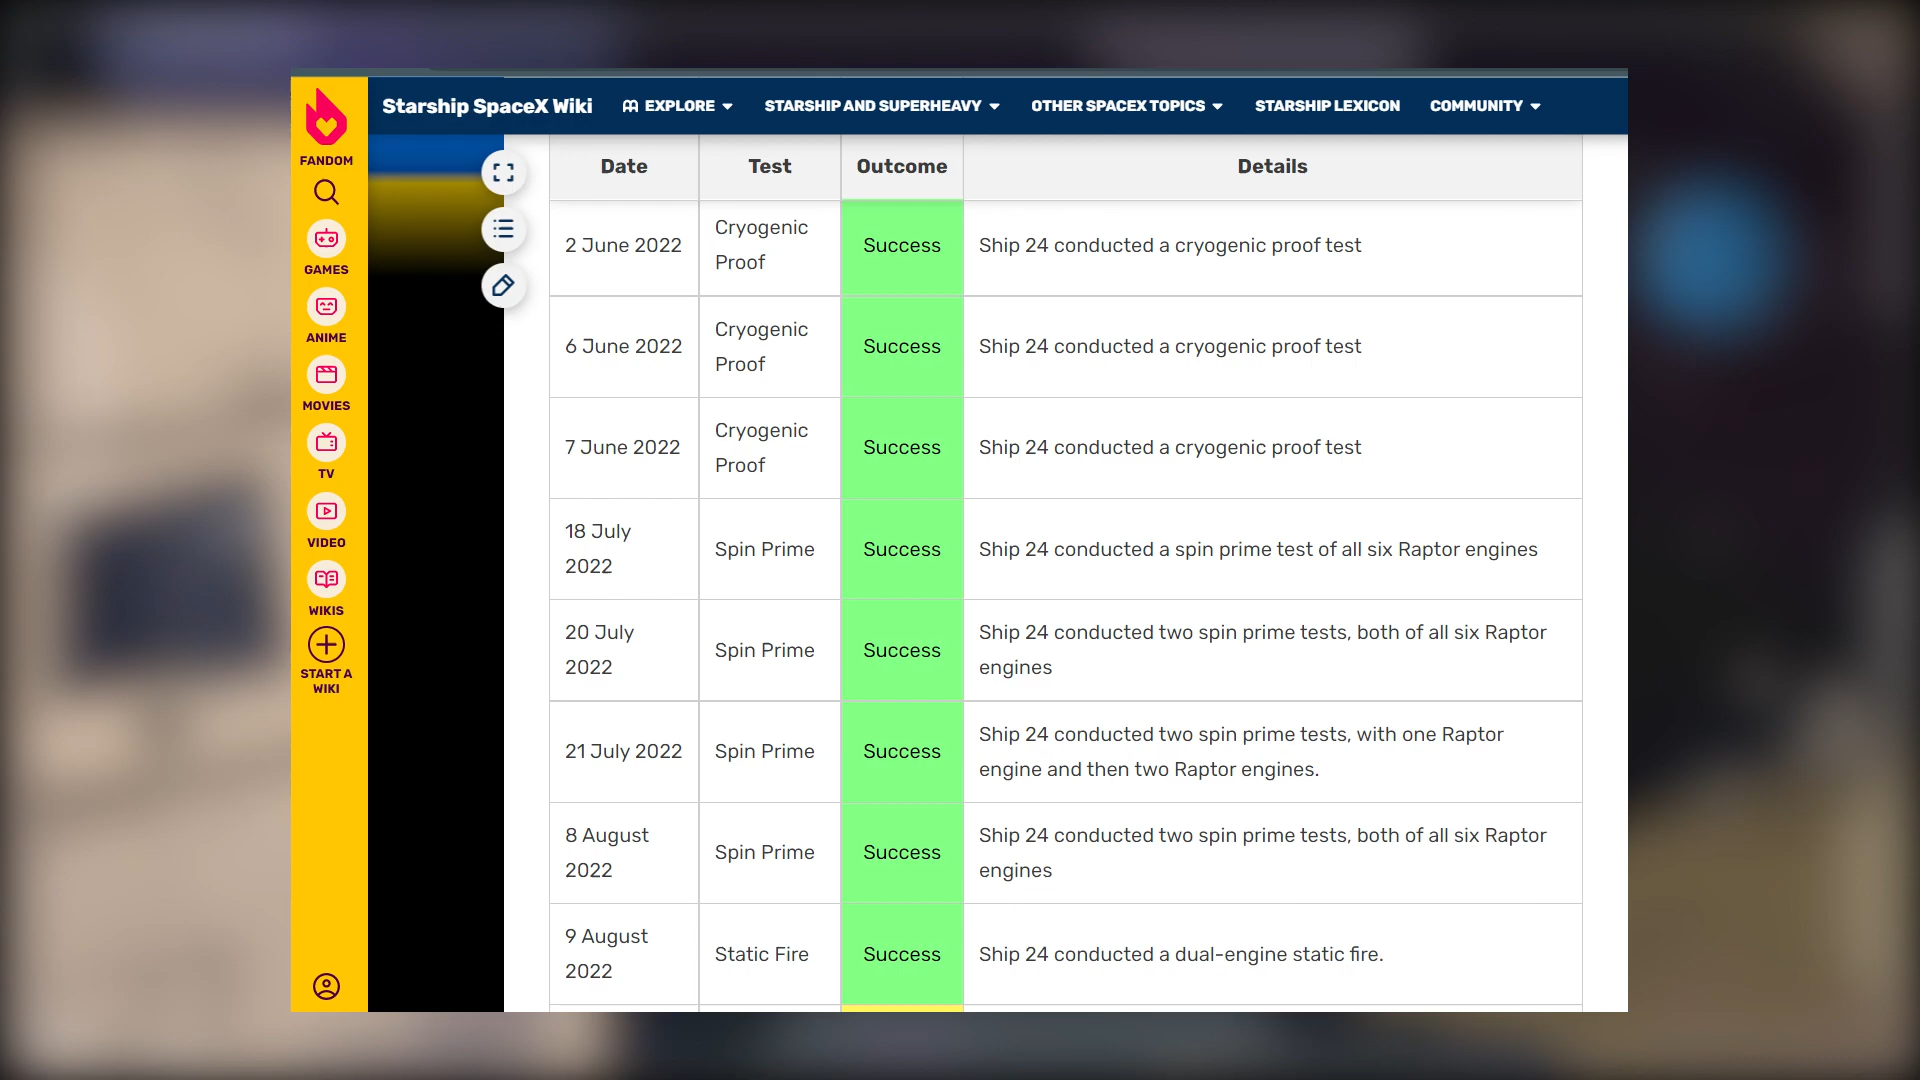 Starship SpaceX Wiki
EXPLORE
STARSHIP AND SUPERHEAVY
OTHER SPACEX TOPICS
STARSHIP LEXICON
COMMUNITY
FANDOM
GAMES
ANIME
MOVIES
TV
VIDEO
WIKIS
START A
WIKI
Date
Test
Outcome
Details
2 June 2022
Cryogenic
Proof
Success
Ship 24 conducted a cryogenic proof test
6 June 2022
Cryogenic
Proof
Success
Ship 24 conducted a cryogenic proof test
7 June 2022
Cryogenic
Proof
Success
Ship 24 conducted a cryogenic proof test
18 July
2022
Spin Prime
Success
Ship 24 conducted a spin prime test of all six Raptor engines
20 July
2022
Spin Prime
Success
Ship 24 conducted two spin prime tests, both of all six Raptor
engines
21 July 2022
Spin Prime
Success
Ship 24 conducted two spin prime tests, with one Raptor
engine and then two Raptor engines.
8 August
2022
Spin Prime
Success
Ship 24 conducted two spin prime tests, both of all six Raptor
engines
9 August
2022
Static Fire
Success
Ship 24 conducted a dual-engine static fire.